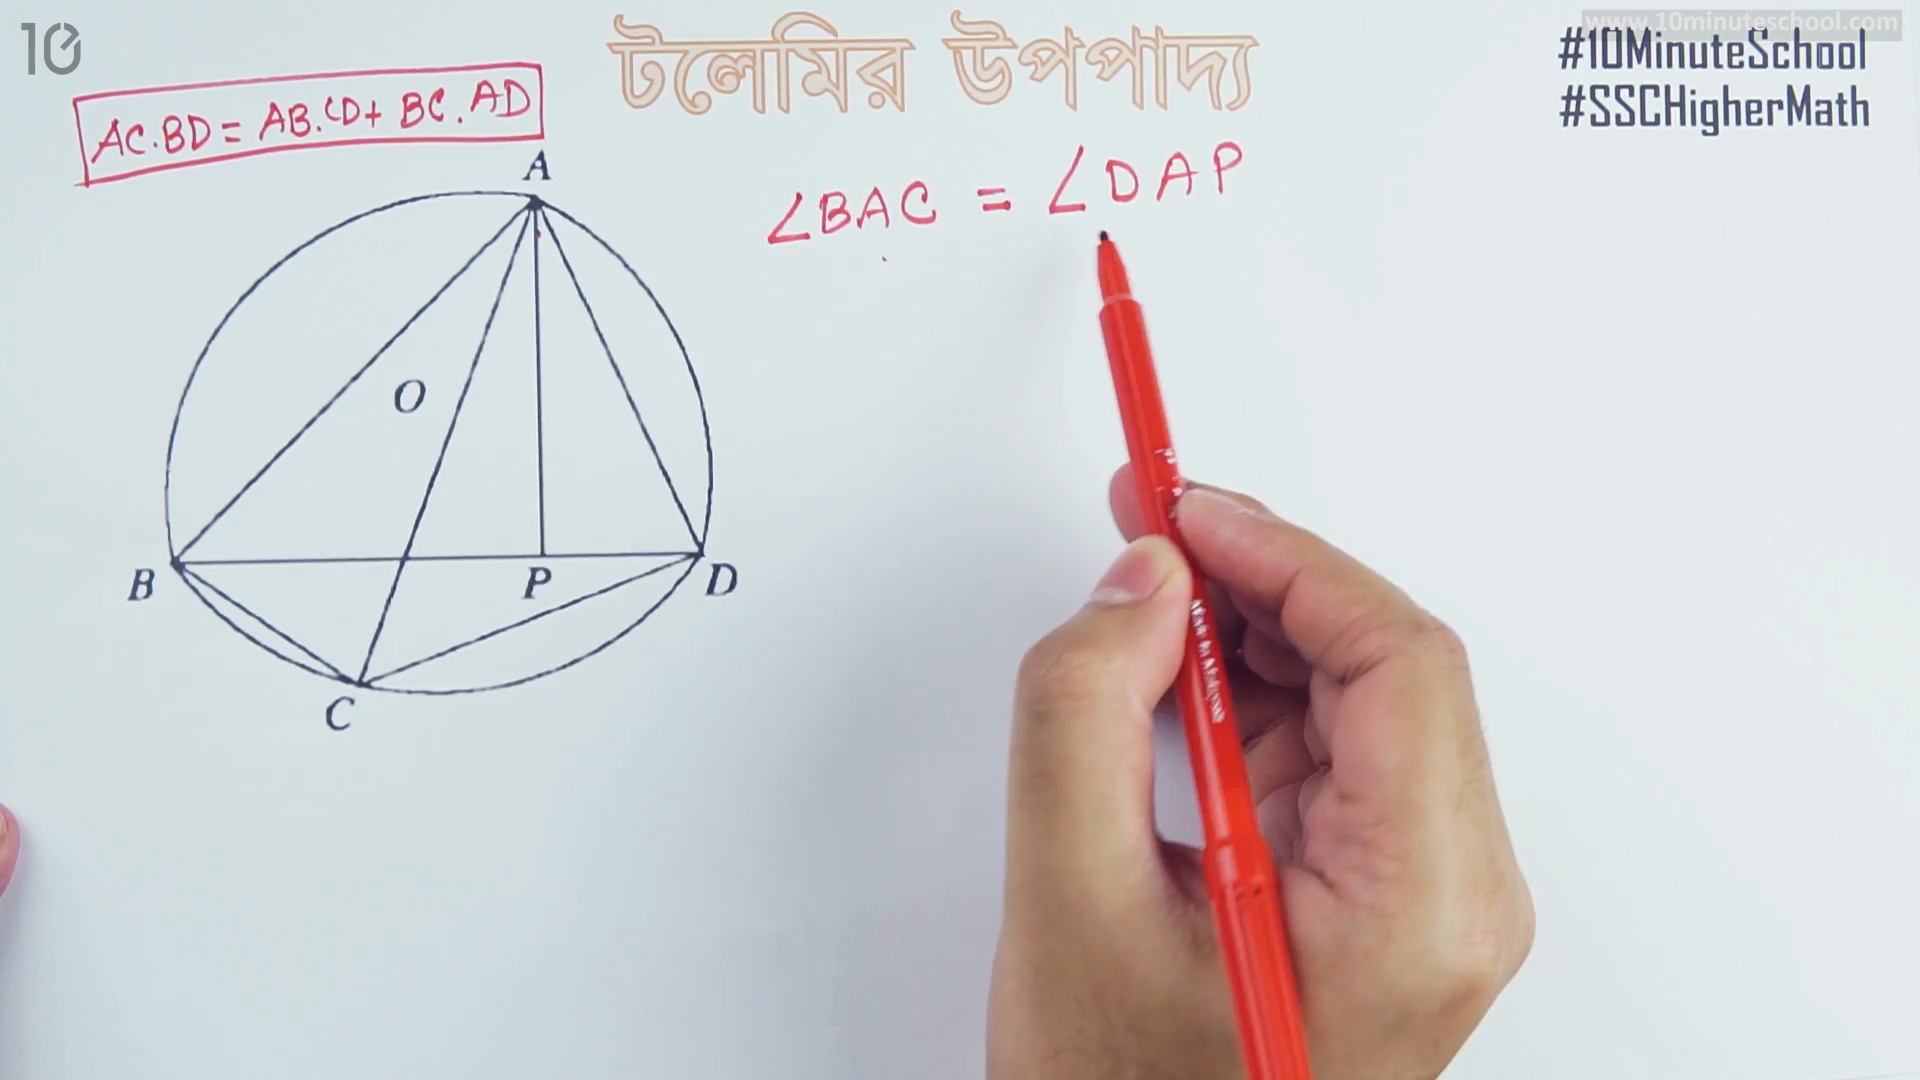 10
টলেমির উপপাদ্য
www.10minuteschool.com
#10MinuteSchool
#SSCHigherMath
AC.BD = AB.CD + BC.AD
∠BAC = ∠DAP
A
O
B
P
D
C